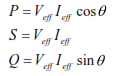 P = V_eff I_eff cos θ
S = V_eff I_eff
Q = V_eff I_eff sin θ